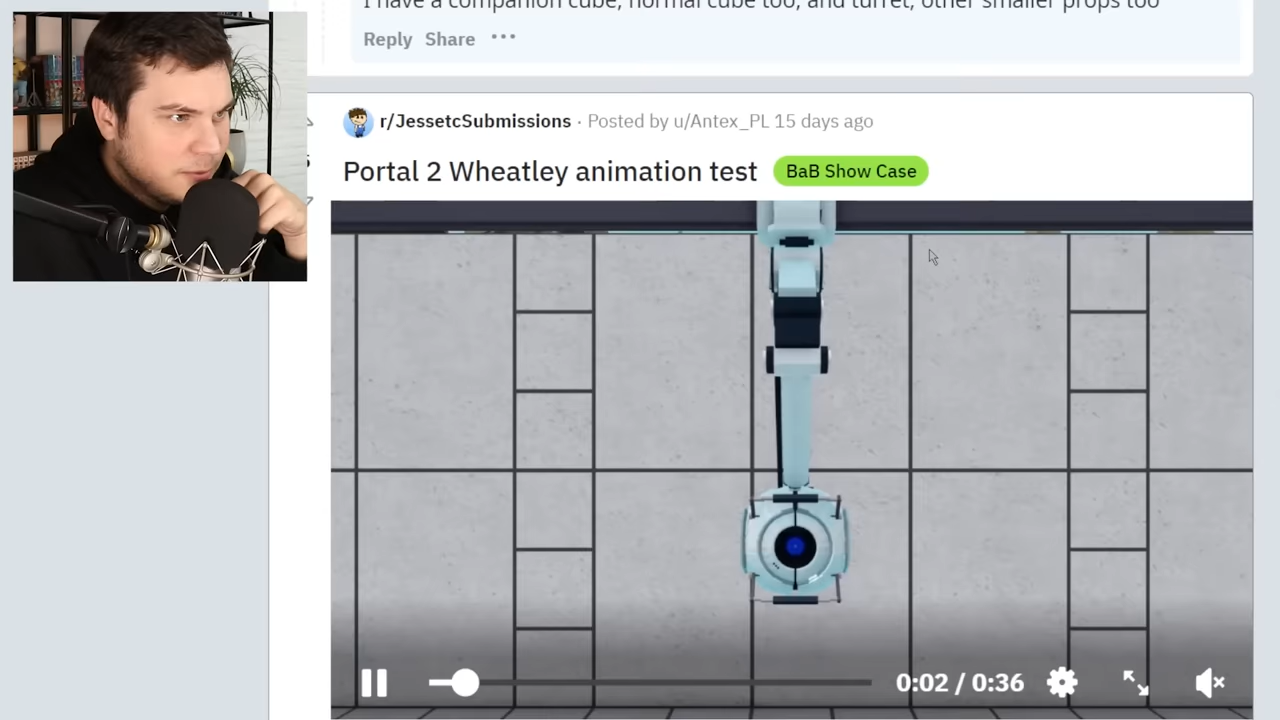 I have a companion cube, normal cube too, and turret, other smaller props too
Reply Share •••
r/JessetcSubmissions · Posted by u/Antex_PL 15 days ago
Portal 2 Wheatley animation test BaB Show Case
0:02 / 0:36